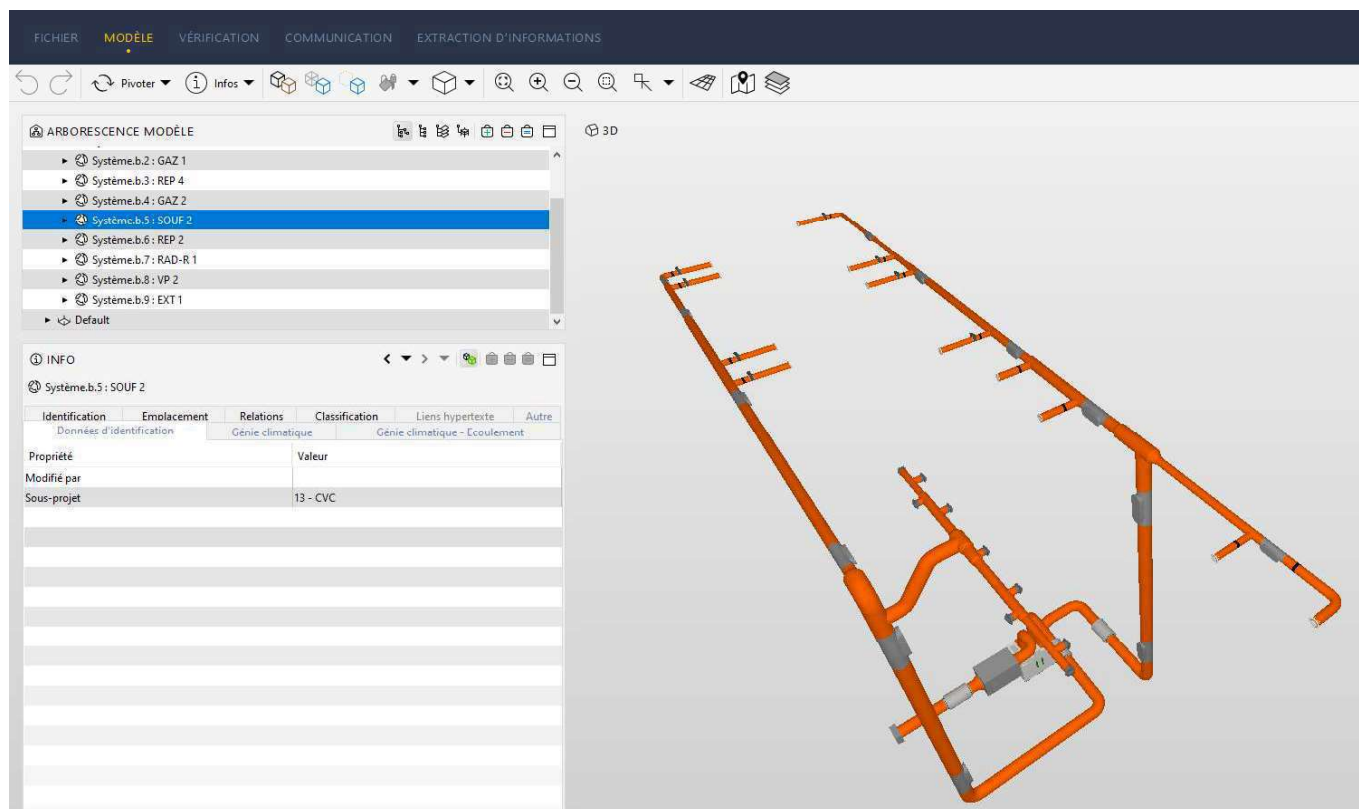 FICHIER MODÈLE VÉRIFICATION COMMUNICATION EXTRACTION D'INFORMATIONS
Pivoter Infos
ARBORESCENCE MODÈLE
3D
Système.b.2 : GAZ 1
Système.b.3 : REP 4
Système.b.4 : GAZ 2
Système.b.5 : SOUF 2
Système.b.6 : REP 2
Système.b.7 : RAD-R 1
Système.b.8 : VP 2
Système.b.9 : EXT 1
Default
INFO
Système.b.5 : SOUF 2
Identification Emplacement Relations Classification Liens hypertexte Autre
Données d'identification Génie climatique Génie climatique - Ecoulement
Propriété Valeur
Modifié par
Sous-projet 13 - CVC